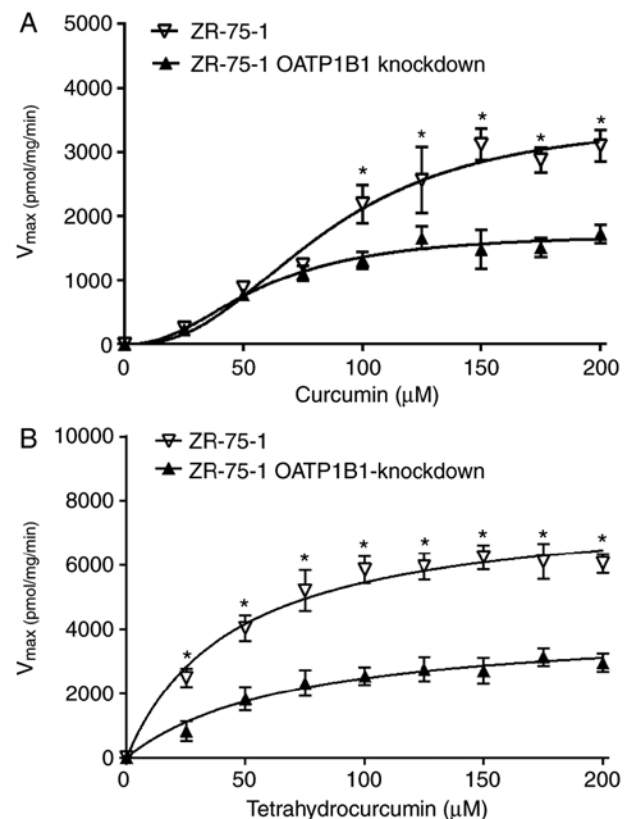 A
ZR-75-1
ZR-75-1 OATP1B1 knockdown
Vmax (pmol/mg/min)
5000
4000
3000
2000
1000
0
* * * * *
0 50 100 150 200
Curcumin (μM)
B
ZR-75-1
ZR-75-1 OATP1B1-knockdown
Vmax (pmol/mg/min)
10000
8000
6000
4000
2000
0
* * * * * * * *
0 50 100 150 200
Tetrahydrocurcumin (μM)